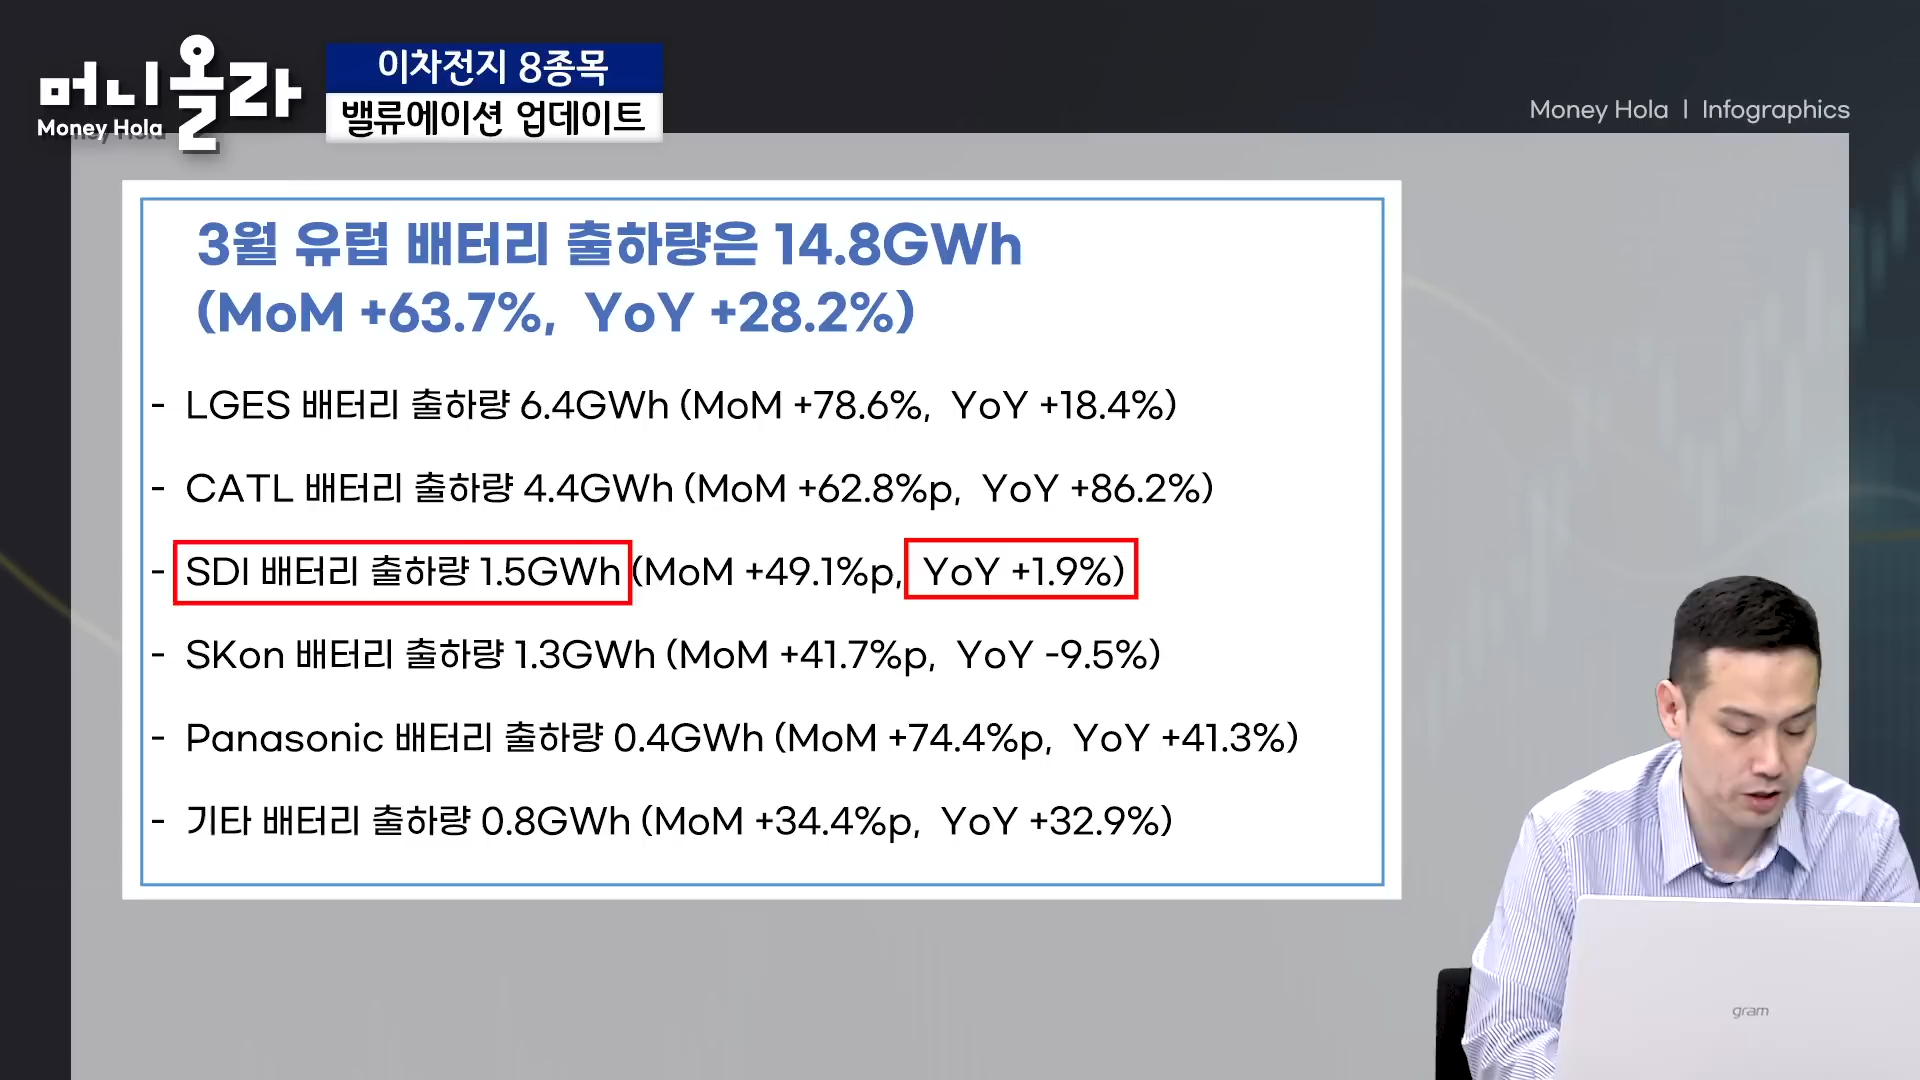 머니올라
Money Hola
이차전지 8종목
밸류에이션 업데이트
Money Hola | Infographics
3월 유럽 배터리 출하량은 14.8GWh
(MoM +63.7%, YoY +28.2%)
- LGES 배터리 출하량 6.4GWh (MoM +78.6%, YoY +18.4%)
- CATL 배터리 출하량 4.4GWh (MoM +62.8%p, YoY +86.2%)
- SDI 배터리 출하량 1.5GWh (MoM +49.1%p, YoY +1.9%)
- SKon 배터리 출하량 1.3GWh (MoM +41.7%p, YoY -9.5%)
- Panasonic 배터리 출하량 0.4GWh (MoM +74.4%p, YoY +41.3%)
- 기타 배터리 출하량 0.8GWh (MoM +34.4%p, YoY +32.9%)
gram